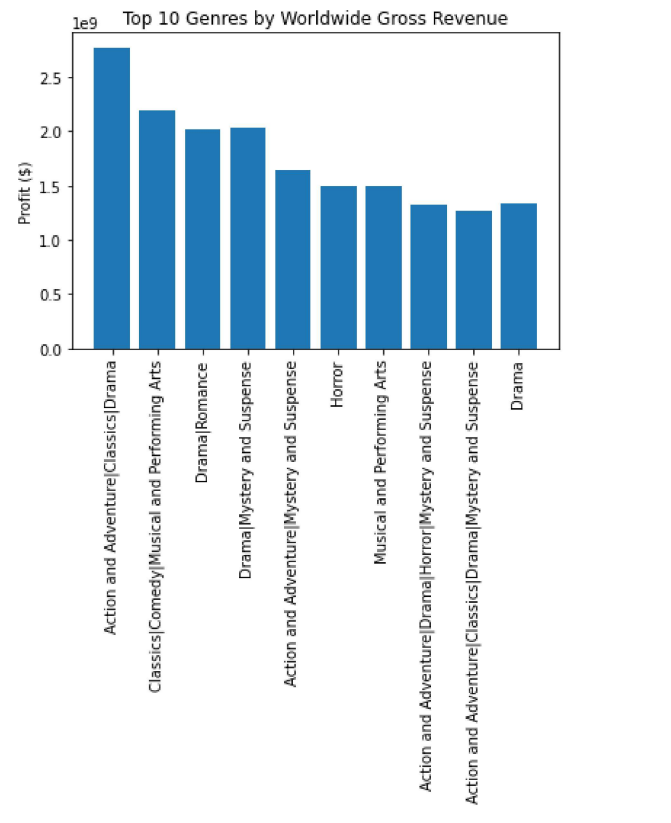 Top 10 Genres by Worldwide Gross Revenue
1e9
Profit ($)
2.5
2.0
1.5
1.0
0.5
0.0
Action and Adventure|Classics|Drama
Classics|Comedy|Musical and Performing Arts
Drama|Romance
Drama|Mystery and Suspense
Action and Adventure|Mystery and Suspense
Horror
Musical and Performing Arts
Action and Adventure|Drama|Horror|Mystery and Suspense
Action and Adventure|Classics|Drama|Mystery and Suspense
Drama